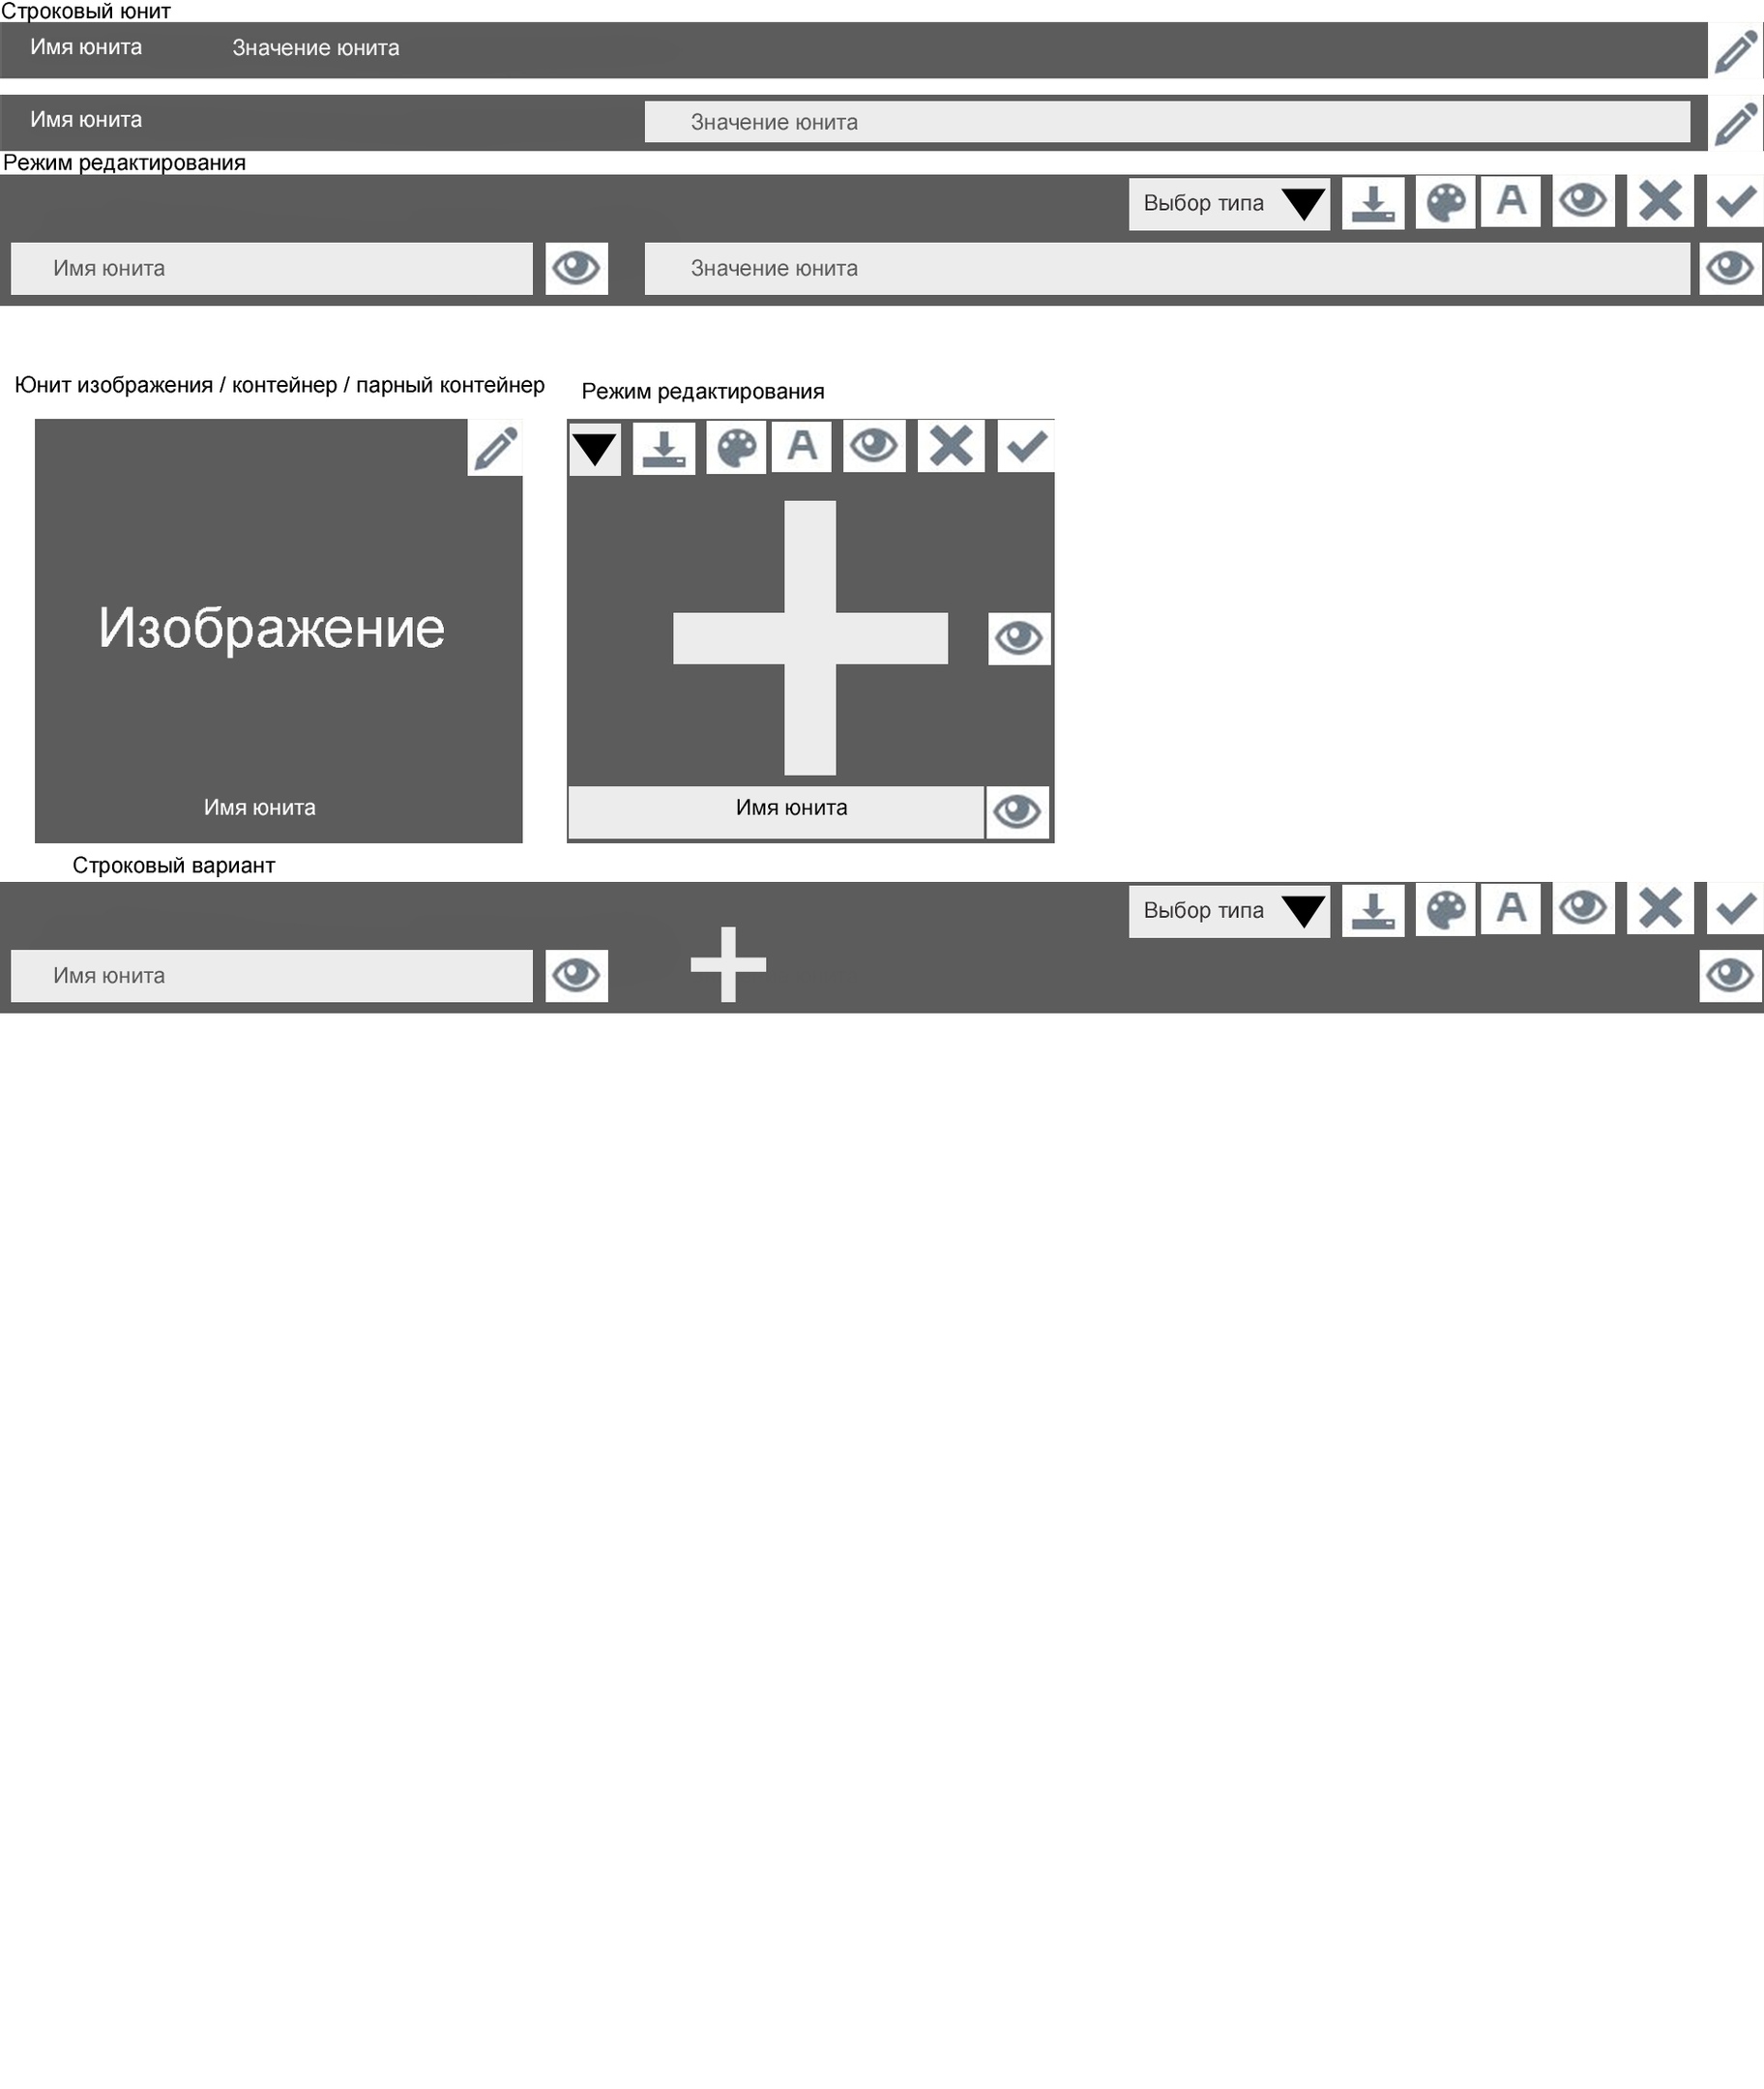 Строковый юнит
Имя юнита Значение юнита
Имя юнита Значение юнита
Режим редактирования
Выбор типа A
Имя юнита Значение юнита
Юнит изображения / контейнер / парный контейнер Режим редактирования
A
Изображение
Имя юнита Имя юнита
Строковый вариант
Выбор типа A
Имя юнита